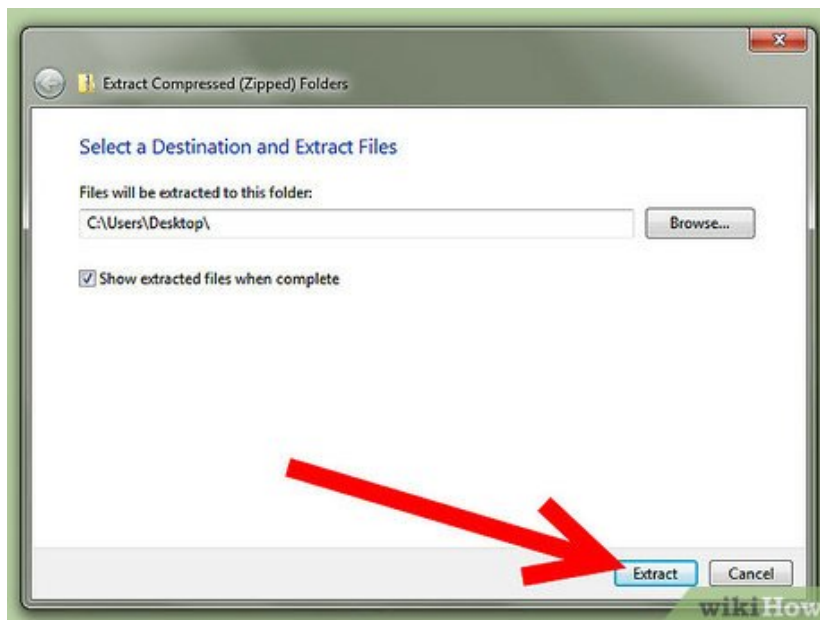 Extract Compressed (Zipped) Folders
Select a Destination and Extract Files
Files will be extracted to this folder:
C:\Users\Desktop\
Browse...
Show extracted files when complete
Extract
Cancel
wikiHow